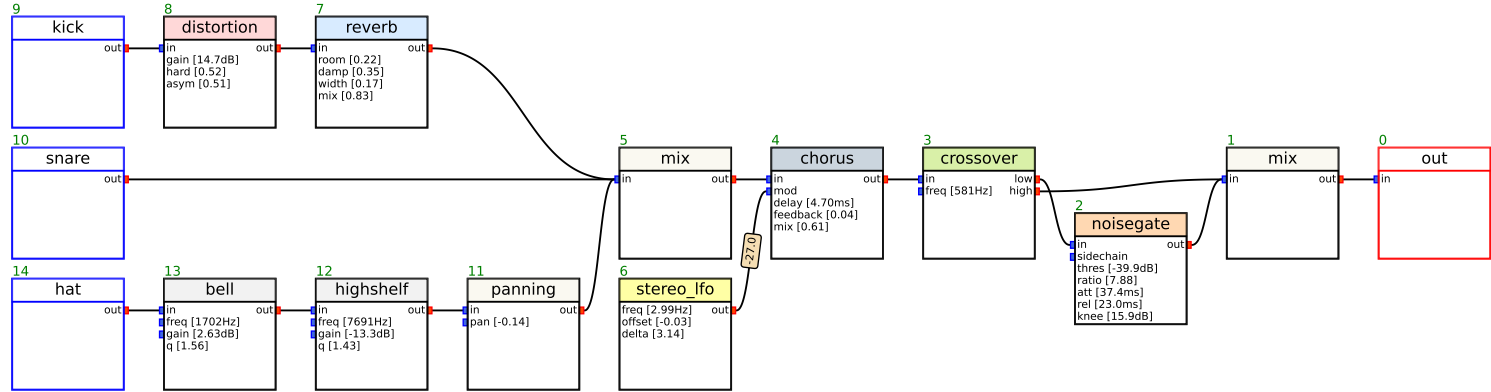 9
kick
out
8
distortion
in out
gain [14.7dB]
hard [0.52]
asym [0.51]
7
reverb
in out
room [0.22]
damp [0.35]
width [0.17]
mix [0.83]
10
snare
out
5
mix
in out
4
chorus
in out
mod
delay [4.70ms]
feedback [0.04]
mix [0.61]
3
crossover
in low
freq [581Hz] high
2
noisegate
in out
sidechain
thres [-39.9dB]
ratio [7.88]
att [37.4ms]
rel [23.0ms]
knee [15.9dB]
1
mix
in out
0
out
in
14
hat
out
13
bell
in out
freq [1702Hz]
gain [2.63dB]
q [1.56]
12
highshelf
in out
freq [7691Hz]
gain [-13.3dB]
q [1.43]
11
panning
in out
pan [-0.14]
6
stereo_lfo
freq [2.99Hz] out
offset [-0.03]
delta [3.14]
-27.0